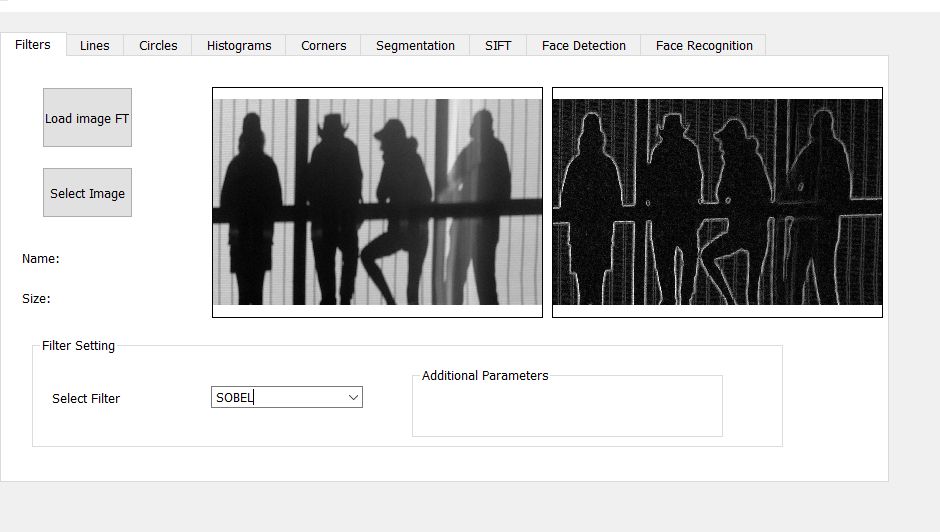 Filters Lines Circles Histograms Corners Segmentation SIFT Face Detection Face Recognition
Load image FT
Select Image
Name:
Size:
Filter Setting
Select Filter
SOBEL
Additional Parameters